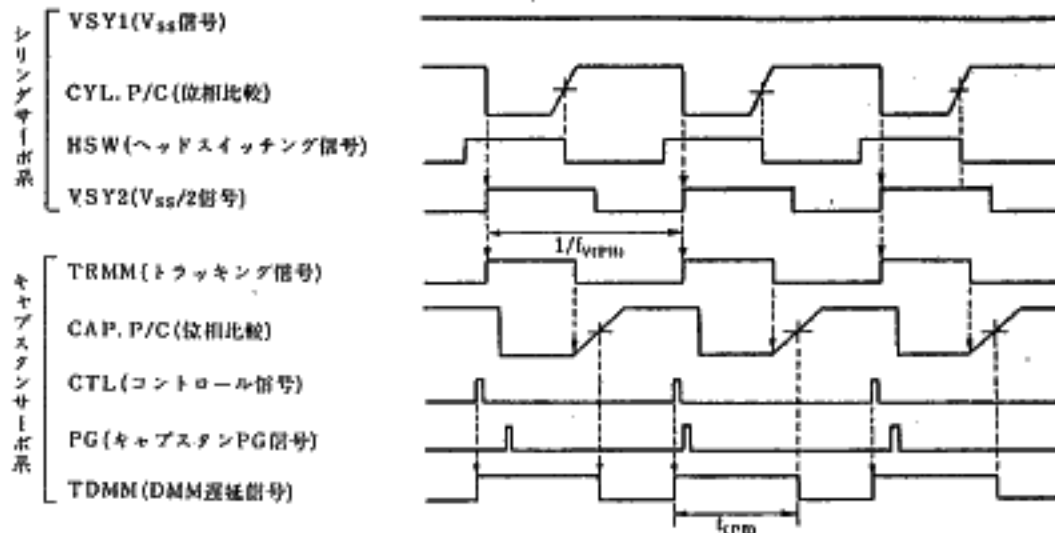 シリンダサーボ系
VSY1(VSS信号)
CYL. P/C(位相比較)
HSW(ヘッドスイッチング信号)
VSY2(VSS/2信号)
キャプスタンサーボ系
TRMM(トラッキング信号)
CAP. P/C(位相比較)
CTL(コントロール信号)
PG(キャプスタンPG信号)
TDMM(DMM遅延信号)